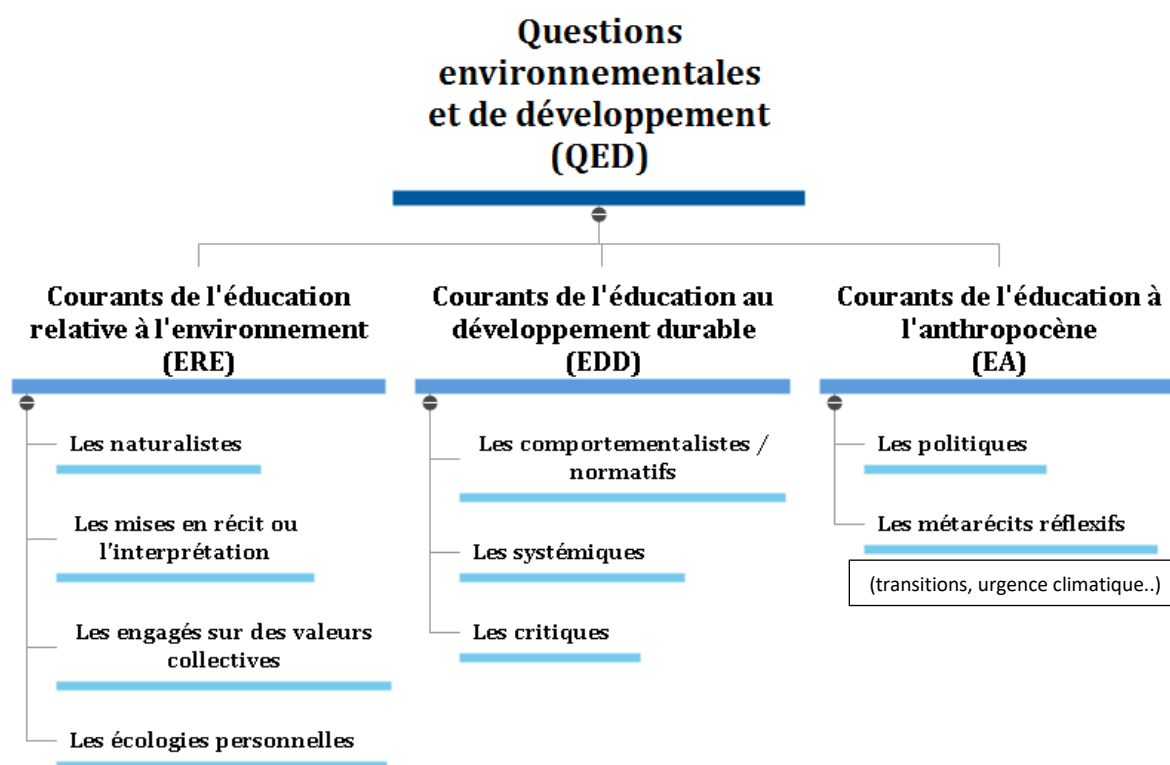 Questions
environnementales
et de développement
(QED)
Courants de l'éducation
relative à l'environnement
(ERE)
Les naturalistes
Les mises en récit ou
l'interprétation
Les engagés sur des valeurs
collectives
Les écologies personnelles
Courants de l'éducation au
développement durable
(EDD)
Les comportementalistes /
normatifs
Les systémiques
Les critiques
Courants de l'éducation à
l'anthropocène
(EA)
Les politiques
Les métarécits réflexifs
(transitions, urgence climatique..)